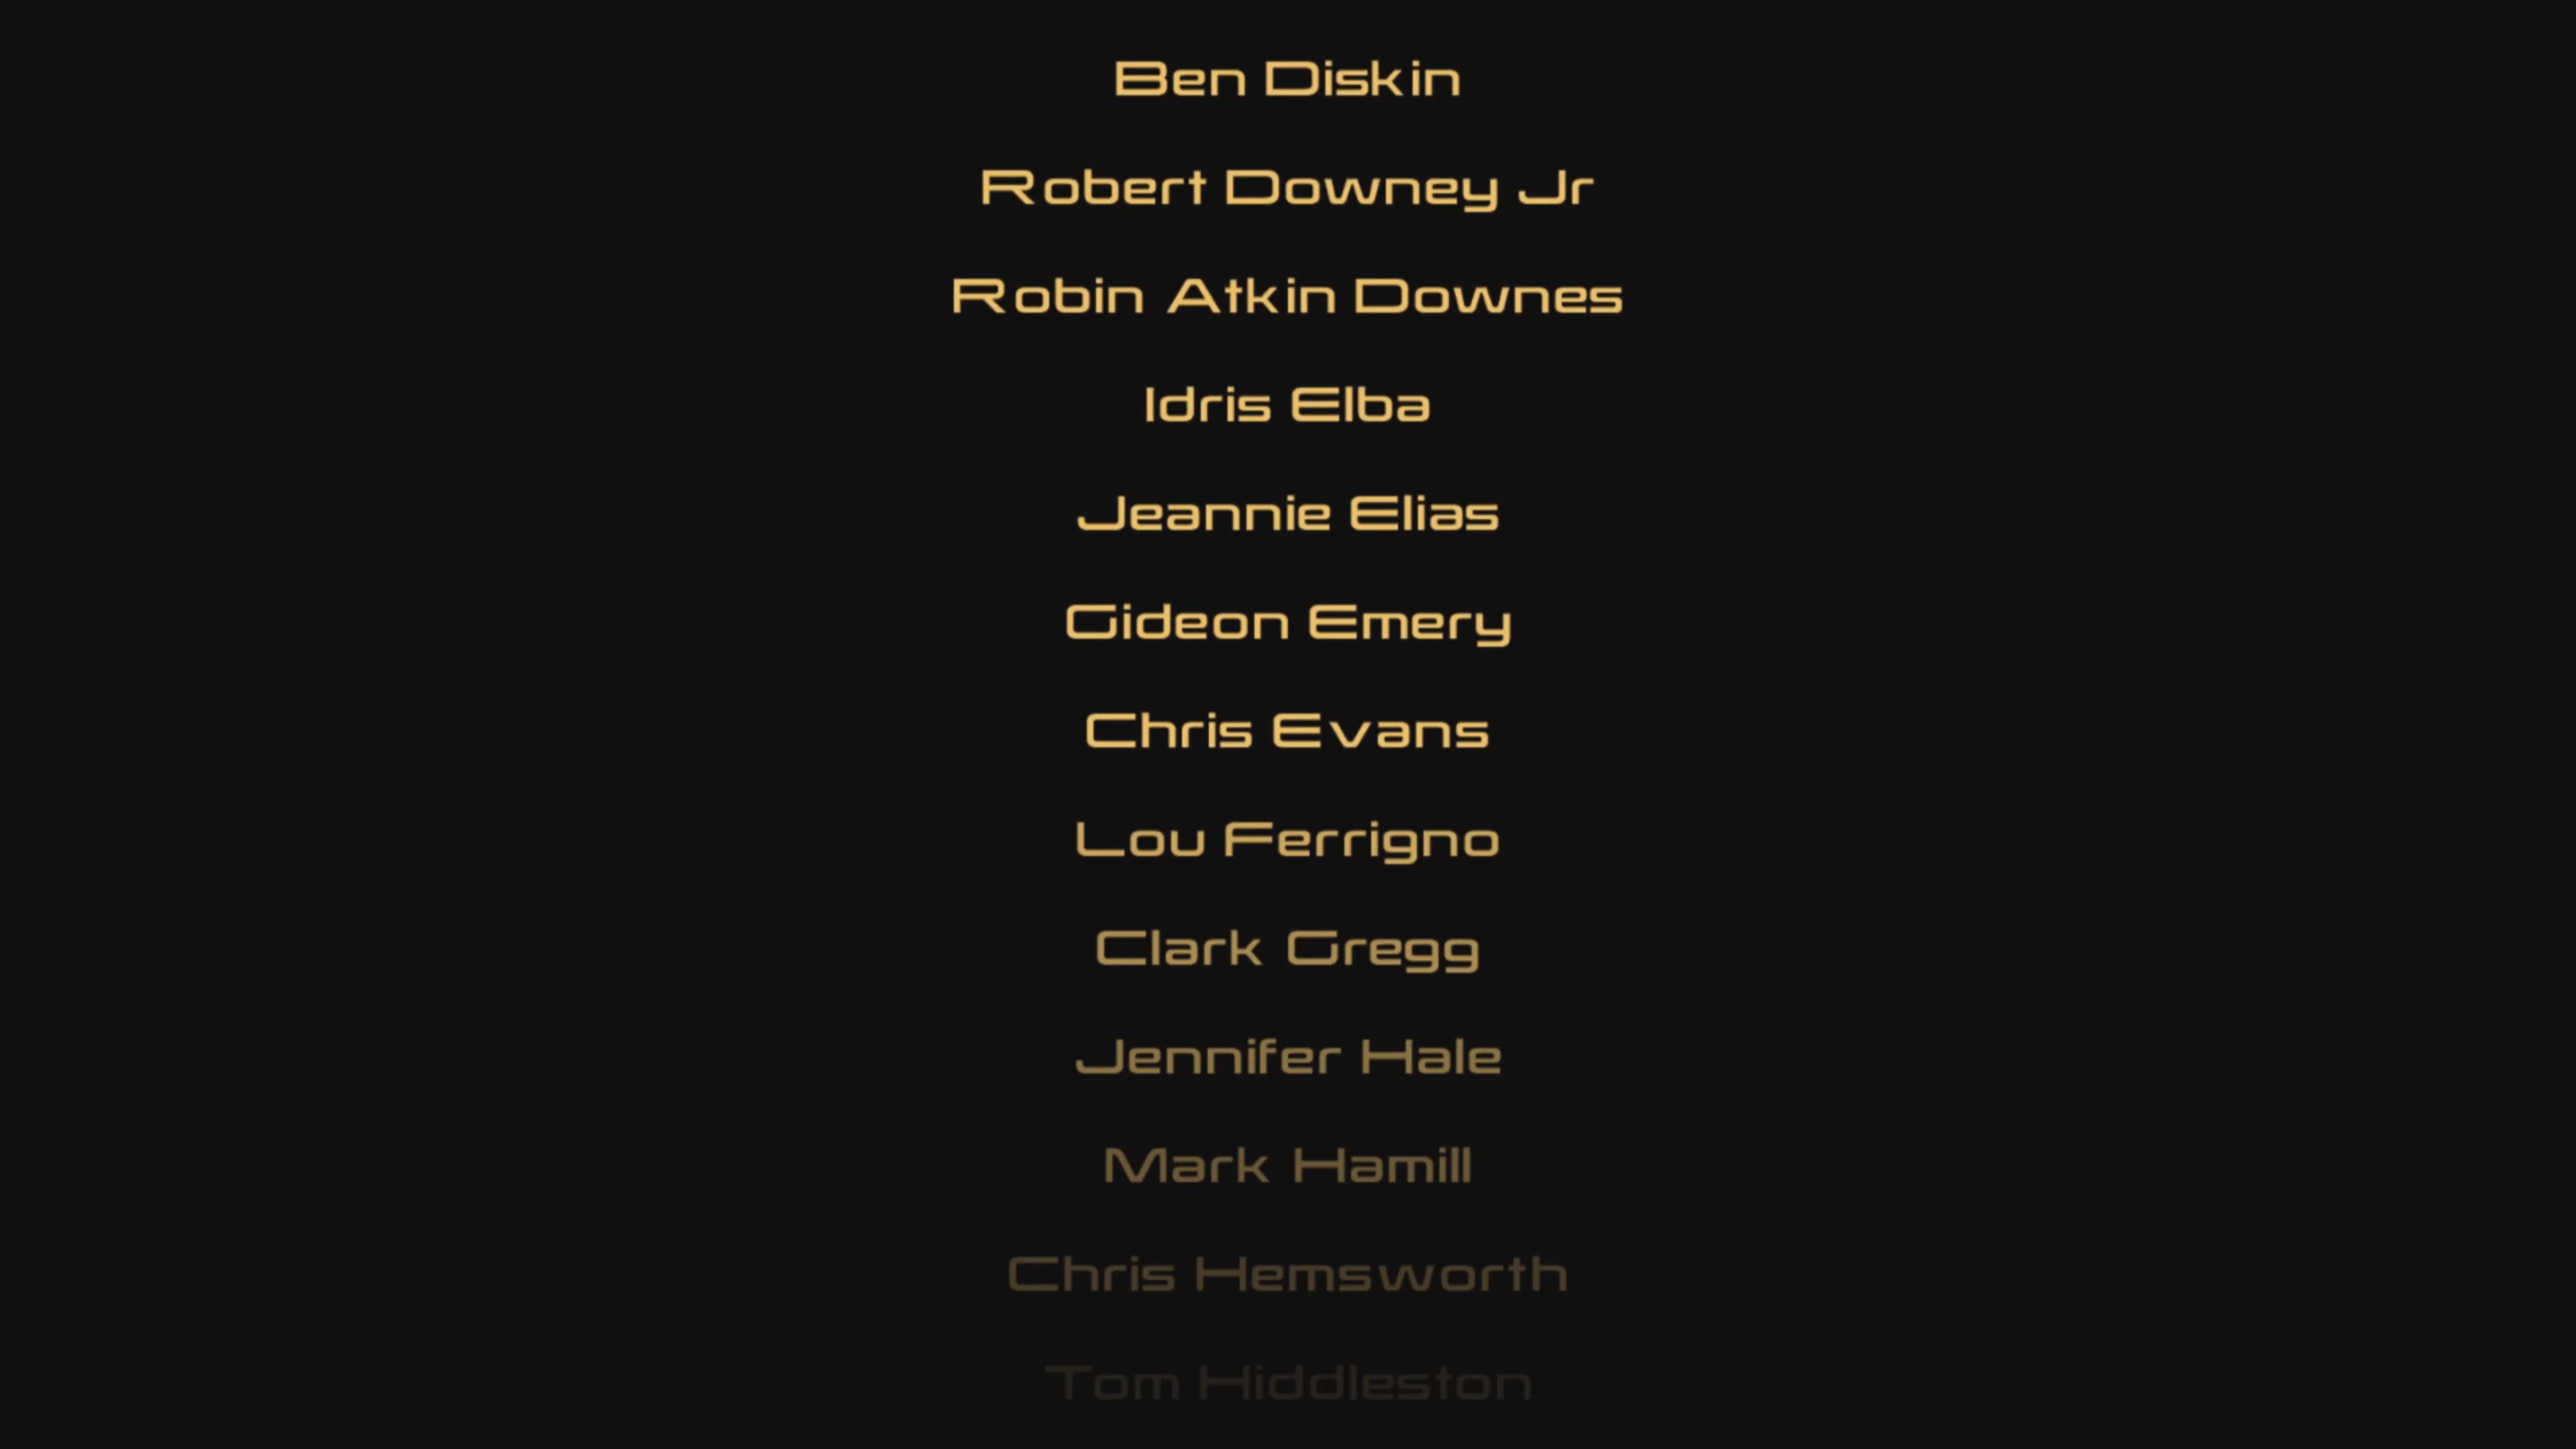 Ben Diskin
Robert Downey Jr
Robin Atkin Downes
Idris Elba
Jeannie Elias
Gideon Emery
Chris Evans
Lou Ferrigno
Clark Gregg
Jennifer Hale
Mark Hamill
Chris Hemsworth
Tom Hiddleston